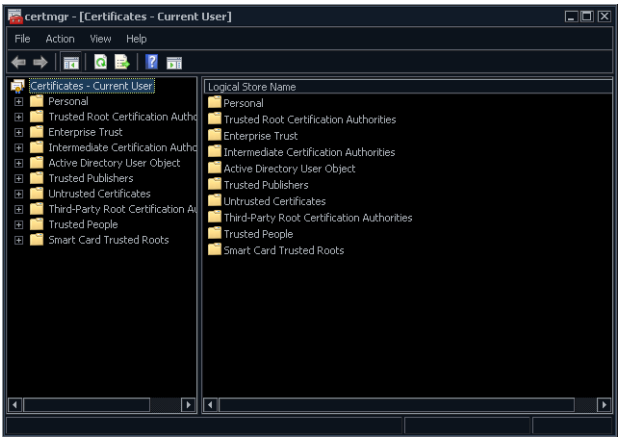 certmgr - [Certificates - Current User]
File Action View Help
Certificates - Current User
Personal
Trusted Root Certification Autho
Enterprise Trust
Intermediate Certification Autho
Active Directory User Object
Trusted Publishers
Untrusted Certificates
Third-Party Root Certification Au
Trusted People
Smart Card Trusted Roots
Logical Store Name
Personal
Trusted Root Certification Authorities
Enterprise Trust
Intermediate Certification Authorities
Active Directory User Object
Trusted Publishers
Untrusted Certificates
Third-Party Root Certification Authorities
Trusted People
Smart Card Trusted Roots